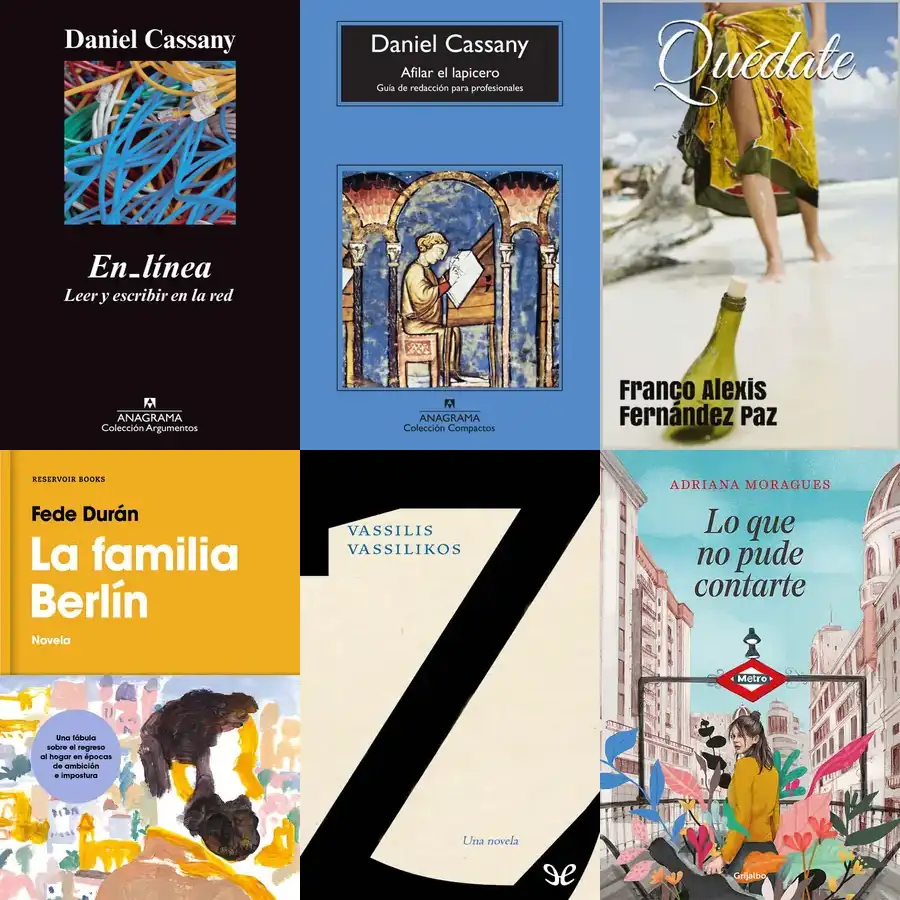 Daniel Cassany
En_línea
Leer y escribir en la red
ANAGRAMA
Colección Argumentos
Daniel Cassany
Afilar el lapicero
Guía de redacción para profesionales
ANAGRAMA
Colección Compactos
Quédate
Franco Alexis
Fernández Paz
RESERVOIR BOOKS
Fede Durán
La familia
Berlín
Novela
Una fábula
sobre el regreso
al hogar en épocas
de ambición
e impostura
VASSILIS
VASSILIKOS
Z
Una novela
ADRIANA MORAGUES
Lo que
no pude
contarte
Metro
Grijalbo